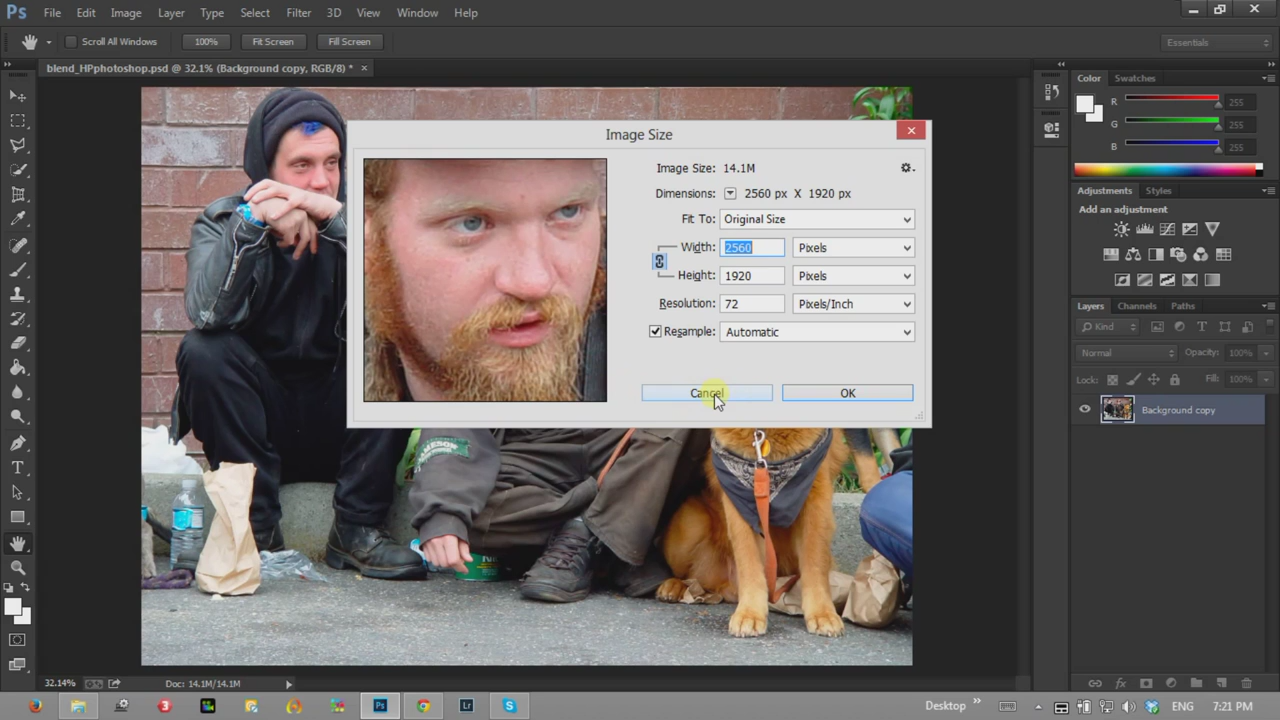 Ps File Edit Image Layer Type Select Filter 3D View Window Help
Scroll All Windows 100% Fit Screen Fill Screen Essentials
blend_HPphotoshop.psd @ 32.1% (Background copy, RGB/8) * ×
Image Size
Image Size: 14.1M
Dimensions: 2560 px X 1920 px
Fit To: Original Size
Width: 2560 Pixels
Height: 1920 Pixels
Resolution: 72 Pixels/Inch
Resample: Automatic
Cancel OK
Color Swatches
R 255
G 255
B 255
Adjustments Styles
Add an adjustment
Layers Channels Paths
Kind
Normal Opacity: 100%
Lock: Fill: 100%
Background copy
JAMESON
32.14% Doc: 14.1M/14.1M
3 Ps Lr Desktop ENG 7:21 PM